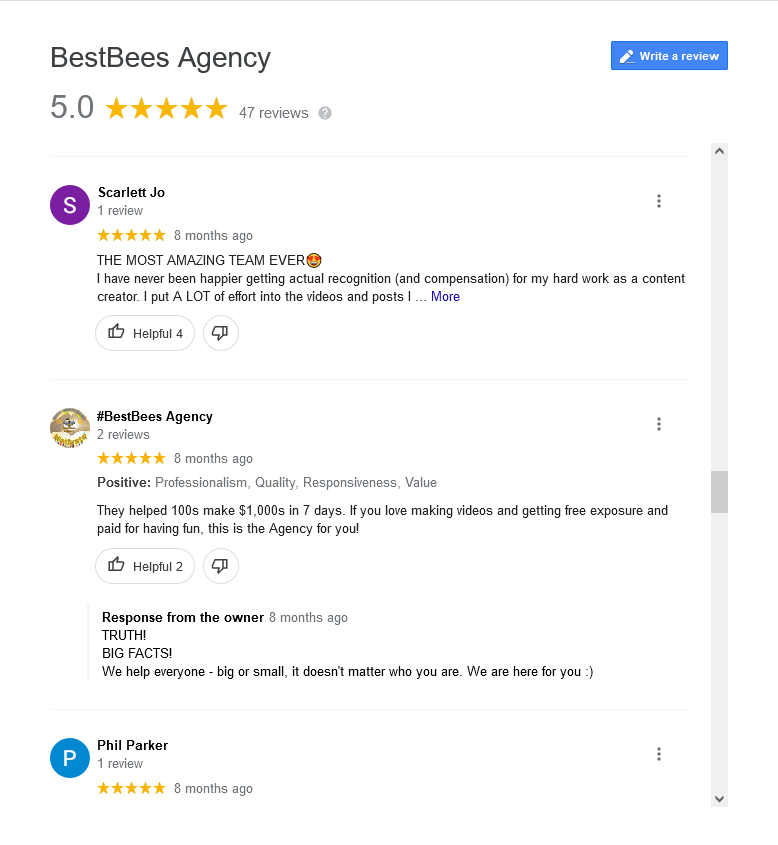 BestBees Agency
Write a review
5.0 47 reviews ?
S
Scarlett Jo
1 review
8 months ago
THE MOST AMAZING TEAM EVER🤩
I have never been happier getting actual recognition (and compensation) for my hard work as a content
creator. I put A LOT of effort into the videos and posts I ... More
Helpful 4
#BestBees Agency
2 reviews
8 months ago
Positive: Professionalism, Quality, Responsiveness, Value
They helped 100s make $1,000s in 7 days. If you love making videos and getting free exposure and
paid for having fun, this is the Agency for you!
Helpful 2
Response from the owner 8 months ago
TRUTH!
BIG FACTS!
We help everyone - big or small, it doesn't matter who you are. We are here for you :)
P
Phil Parker
1 review
8 months ago